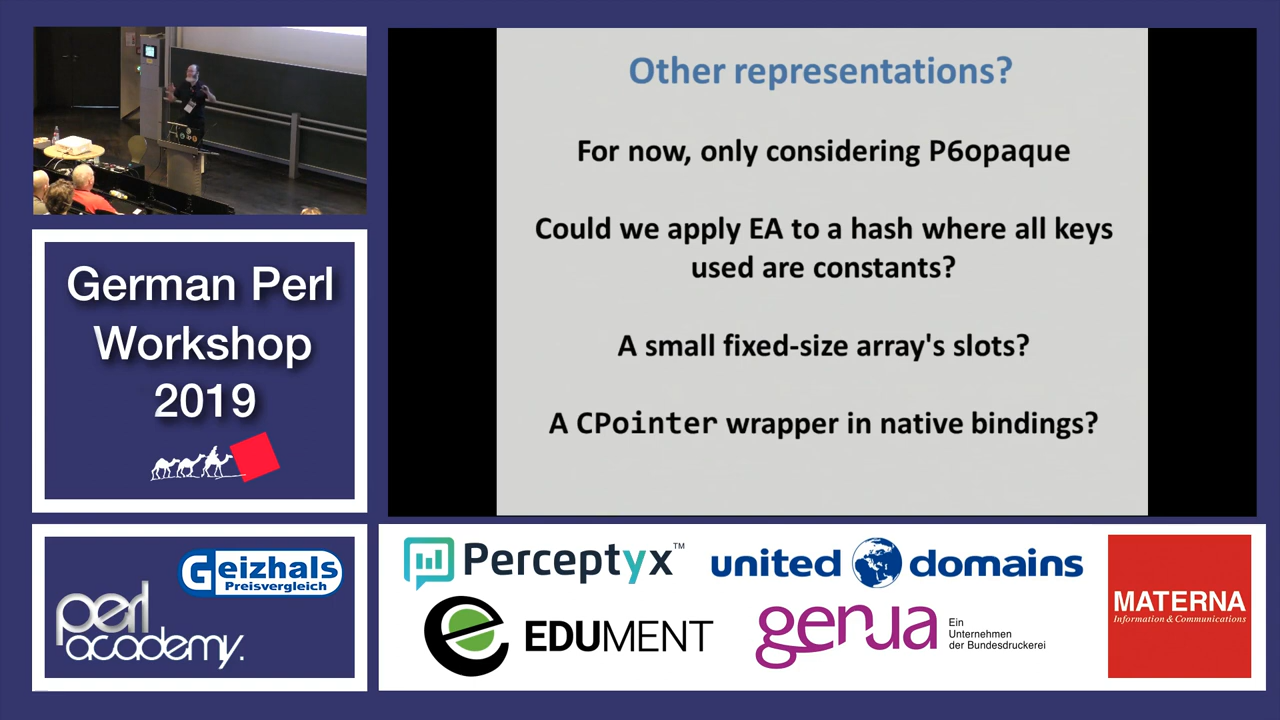 Other representations?
For now, only considering P6opaque
Could we apply EA to a hash where all keys
used are constants?
A small fixed-size array's slots?
A CPointer wrapper in native bindings?
German Perl
Workshop
2019
Geizhals
Preisvergleich
perl
academy.
Perceptyx™
united domains
EDUMENT
genua
Ein
Unternehmen
der Bundesdruckerei
MATERNA
Information & Communications